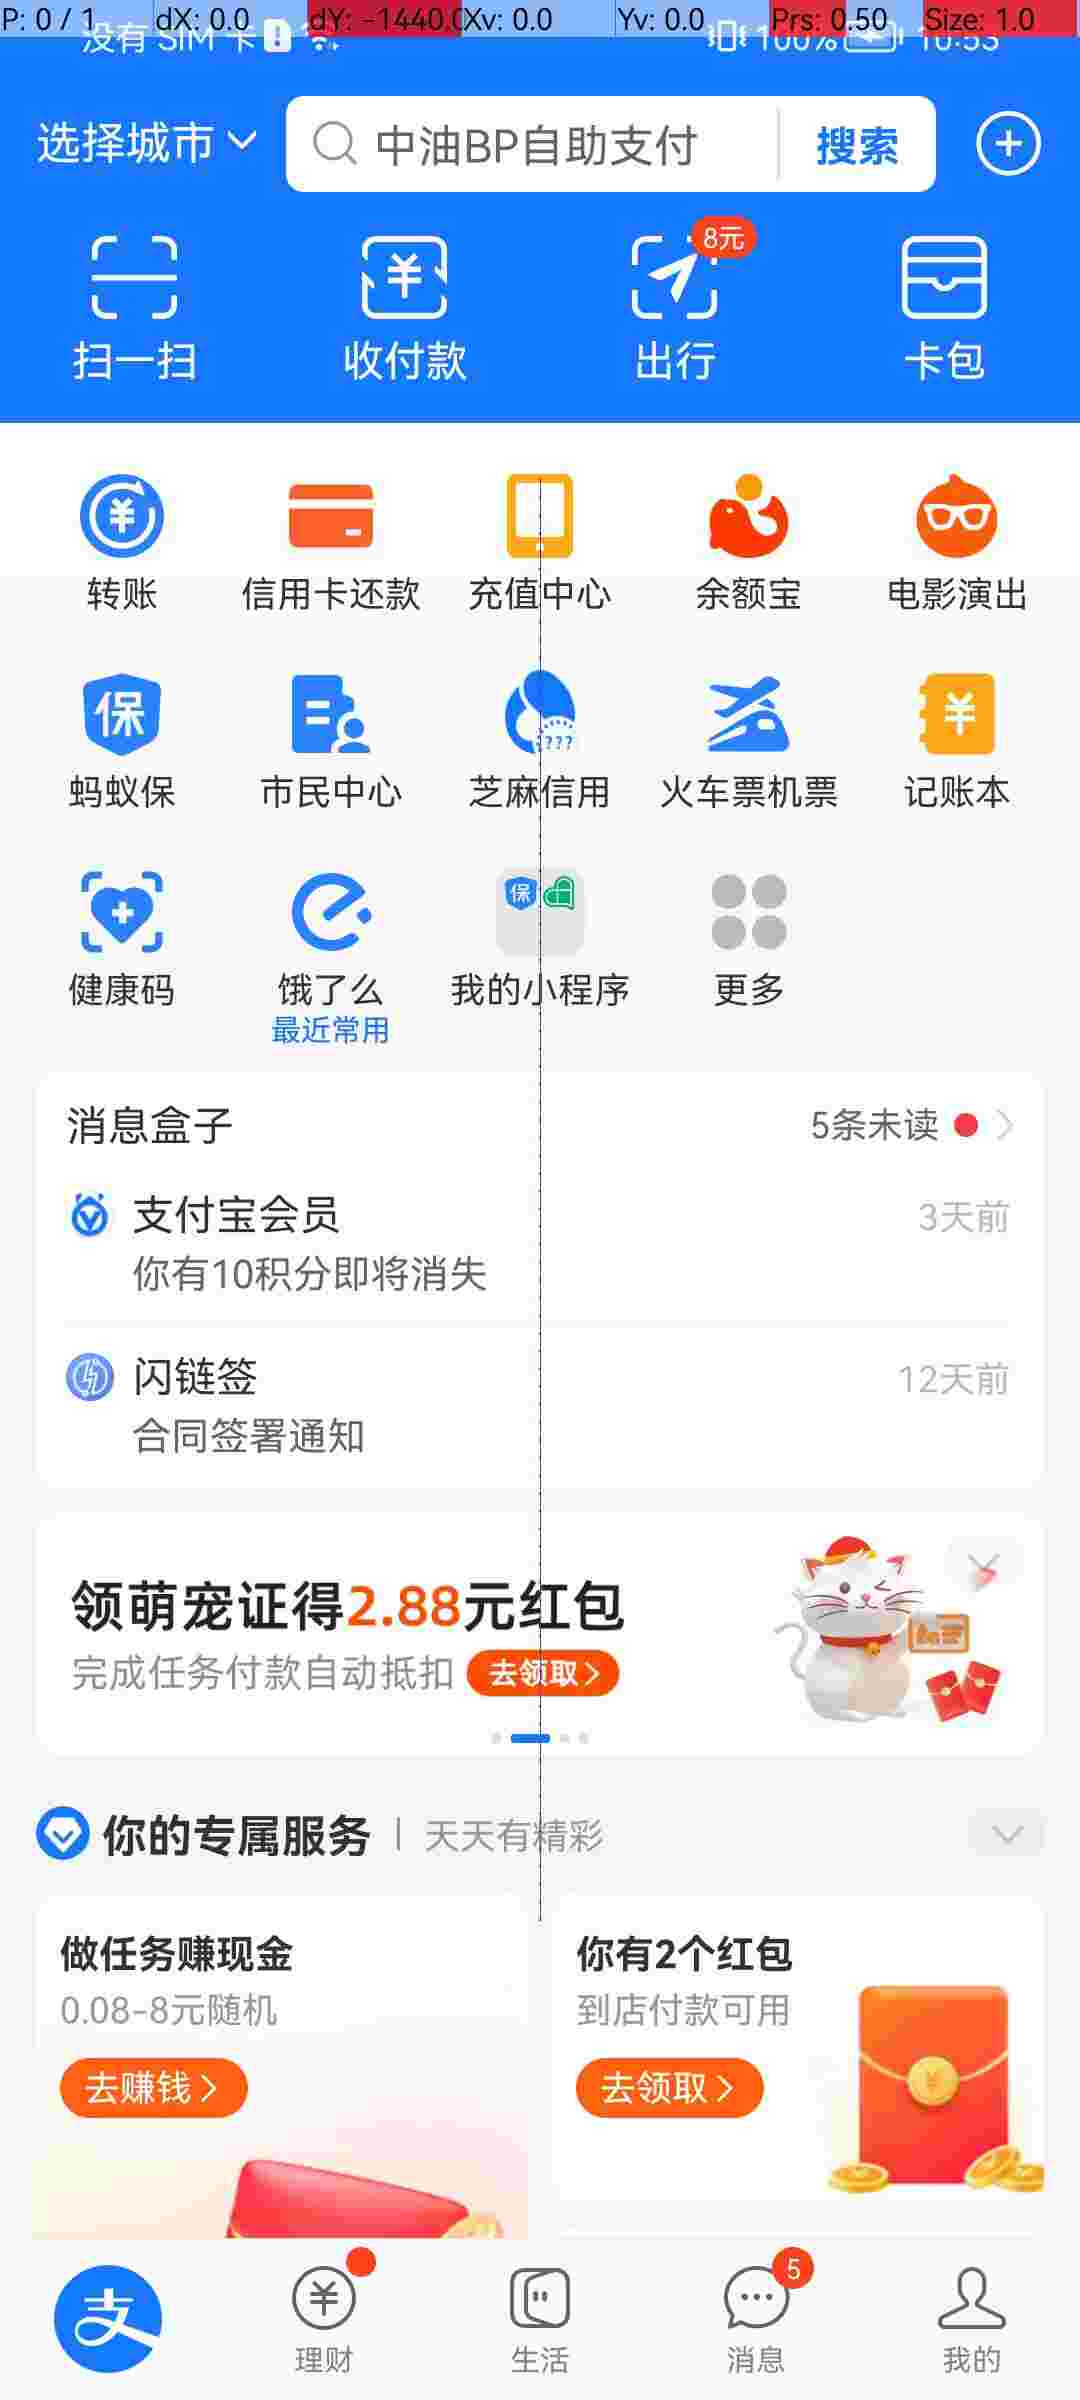 P: 0 / 1 dX: 0.0 dY: -1440.0 Xv: 0.0 Yv: 0.0 Prs: 0.50 Size: 1.0
没有 SIM 卡 100% 10:53
选择城市 中油BP自助支付 搜索
8元
扫一扫 收付款 出行 卡包
转账 信用卡还款 充值中心 余额宝 电影演出
保 ???
蚂蚁保 市民中心 芝麻信用 火车票机票 记账本
保
健康码 饿了么 我的小程序 更多
最近常用
消息盒子 5条未读
支付宝会员 3天前
你有10积分即将消失
闪链签 12天前
合同签署通知
领萌宠证得2.88元红包
完成任务付款自动抵扣 去领取
你的专属服务 天天有精彩
做任务赚现金 你有2个红包
0.08-8元随机 到店付款可用
去赚钱 去领取
支 5
理财 生活 消息 我的